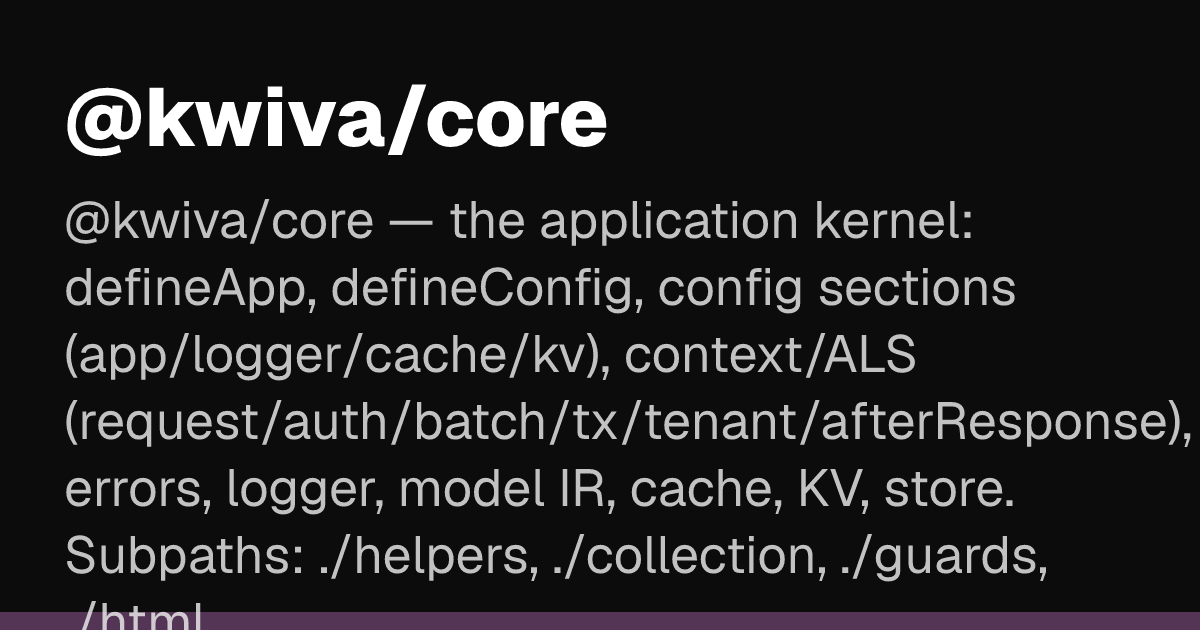 @kwiva/core
@kwiva/core — the application kernel:
defineApp, defineConfig, config sections
(app/logger/cache/kv), context/ALS
(request/auth/batch/tx/tenant/afterResponse),
errors, logger, model IR, cache, KV, store.
Subpaths: ./helpers, ./collection, ./guards,
./html